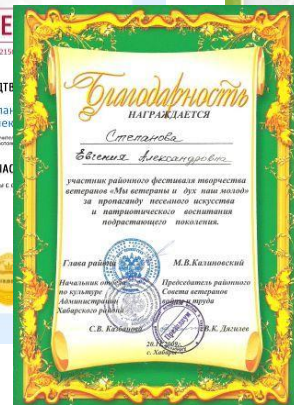 Благодарность
НАГРАЖДАЕТСЯ
Степанова
Евгения Александровна
участник районного фестиваля творчества
ветеранов «Мы ветераны и дух наш молод»
за пропаганду песенного искусства
и патриотического воспитания
подрастающего поколения.
Глава района М.В.Калиновский
Начальник отдела
по культуре
Администрации
Хабарского района
Председатель районного
Совета ветеранов
войны и труда
С.В. В.К. Дягилев
с. Хабары